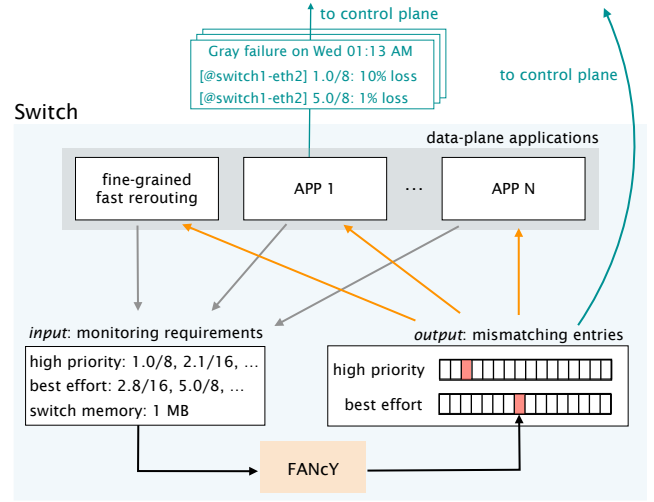 to control plane
Gray failure on Wed 01:13 AM
[@switch1-eth2] 1.0/8: 10% loss
[@switch1-eth2] 5.0/8: 1% loss
to control plane
Switch
data-plane applications
fine-grained
fast rerouting
APP 1
...
APP N
input: monitoring requirements
high priority: 1.0/8, 2.1/16, ...
best effort: 2.8/16, 5.0/8, ...
switch memory: 1 MB
output: mismatching entries
high priority
best effort
FANcY